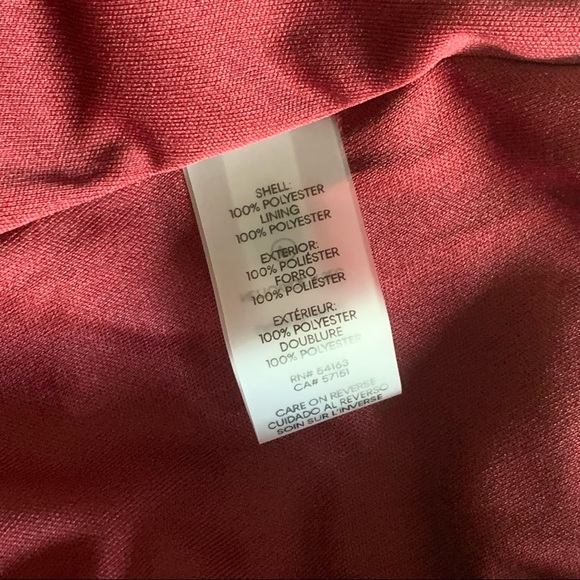 SHELL:
100% POLYESTER
LINING
100% POLYESTER
EXTERIOR:
100% POLIÉSTER
FORRO
100% POLIÉSTER
EXTÉRIEUR:
100% POLYESTER
DOUBLURE
100% POLYESTER
RN# 54163
CA# 57151
CARE ON REVERSE
CUIDADO AL REVERSO
SOIN SUR L'INVERSE